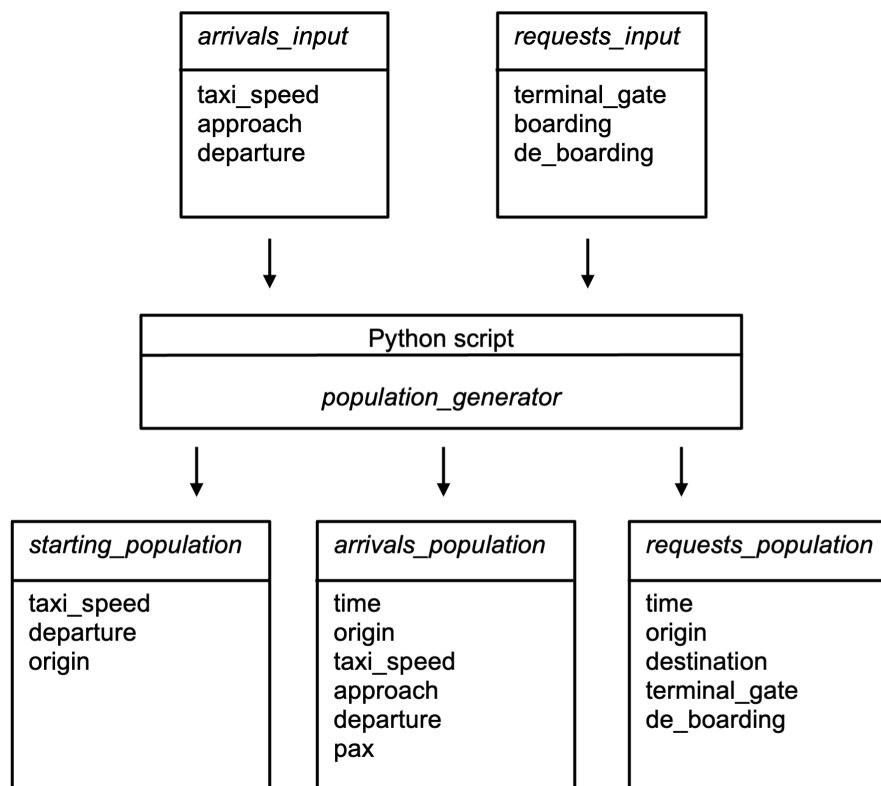 arrivals_input
taxi_speed
approach
departure
requests_input
terminal_gate
boarding
de_boarding
Python script
population_generator
starting_population
taxi_speed
departure
origin
arrivals_population
time
origin
taxi_speed
approach
departure
pax
requests_population
time
origin
destination
terminal_gate
de_boarding